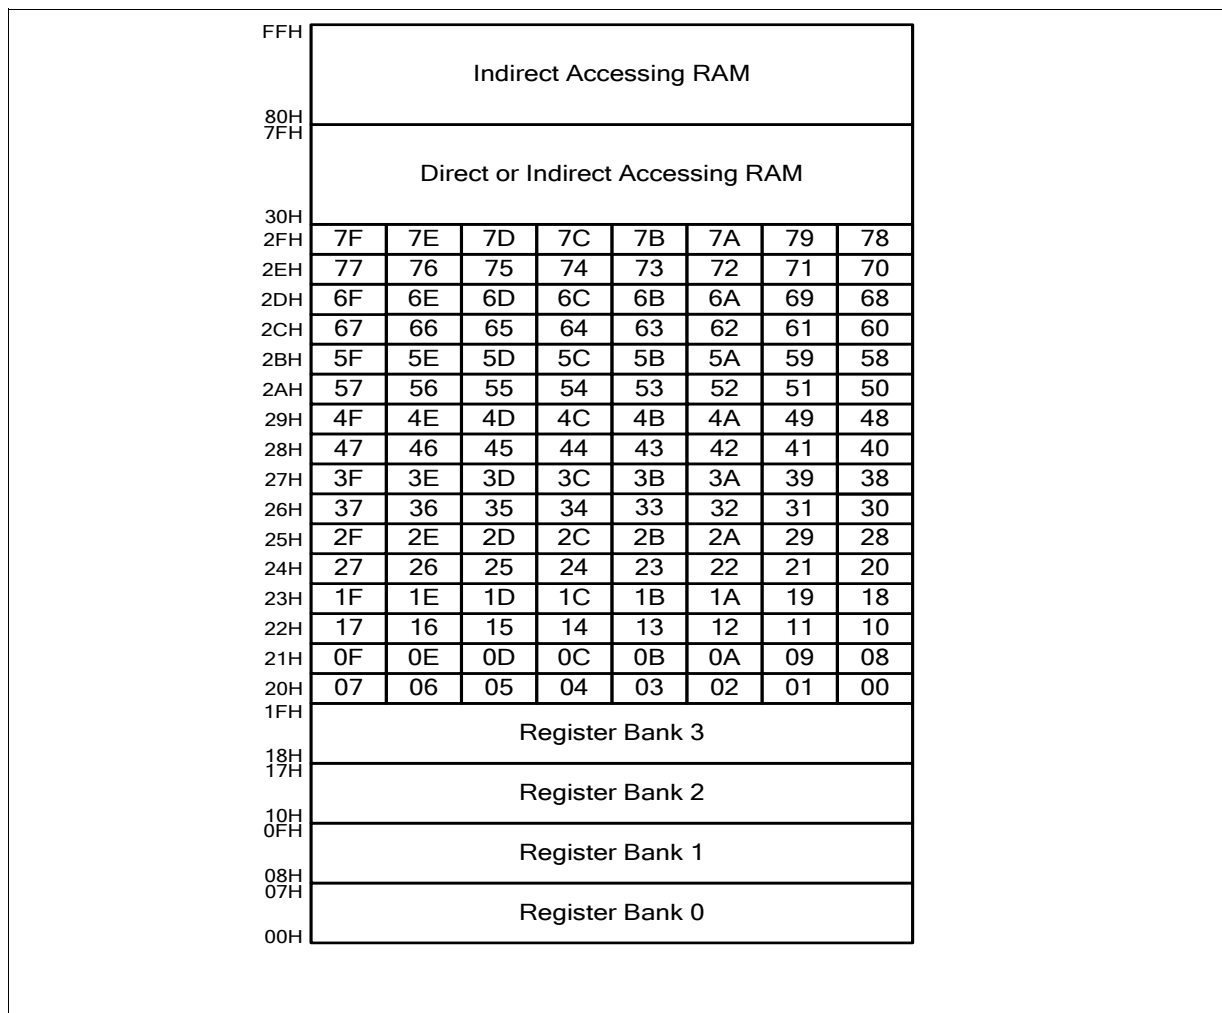 FFH
Indirect Accessing RAM
80H
7FH
Direct or Indirect Accessing RAM
30H
2FH 7F 7E 7D 7C 7B 7A 79 78
2EH 77 76 75 74 73 72 71 70
2DH 6F 6E 6D 6C 6B 6A 69 68
2CH 67 66 65 64 63 62 61 60
2BH 5F 5E 5D 5C 5B 5A 59 58
2AH 57 56 55 54 53 52 51 50
29H 4F 4E 4D 4C 4B 4A 49 48
28H 47 46 45 44 43 42 41 40
27H 3F 3E 3D 3C 3B 3A 39 38
26H 37 36 35 34 33 32 31 30
25H 2F 2E 2D 2C 2B 2A 29 28
24H 27 26 25 24 23 22 21 20
23H 1F 1E 1D 1C 1B 1A 19 18
22H 17 16 15 14 13 12 11 10
21H 0F 0E 0D 0C 0B 0A 09 08
20H 07 06 05 04 03 02 01 00
1FH
Register Bank 3
18H
17H
Register Bank 2
10H
0FH
Register Bank 1
08H
07H
Register Bank 0
00H